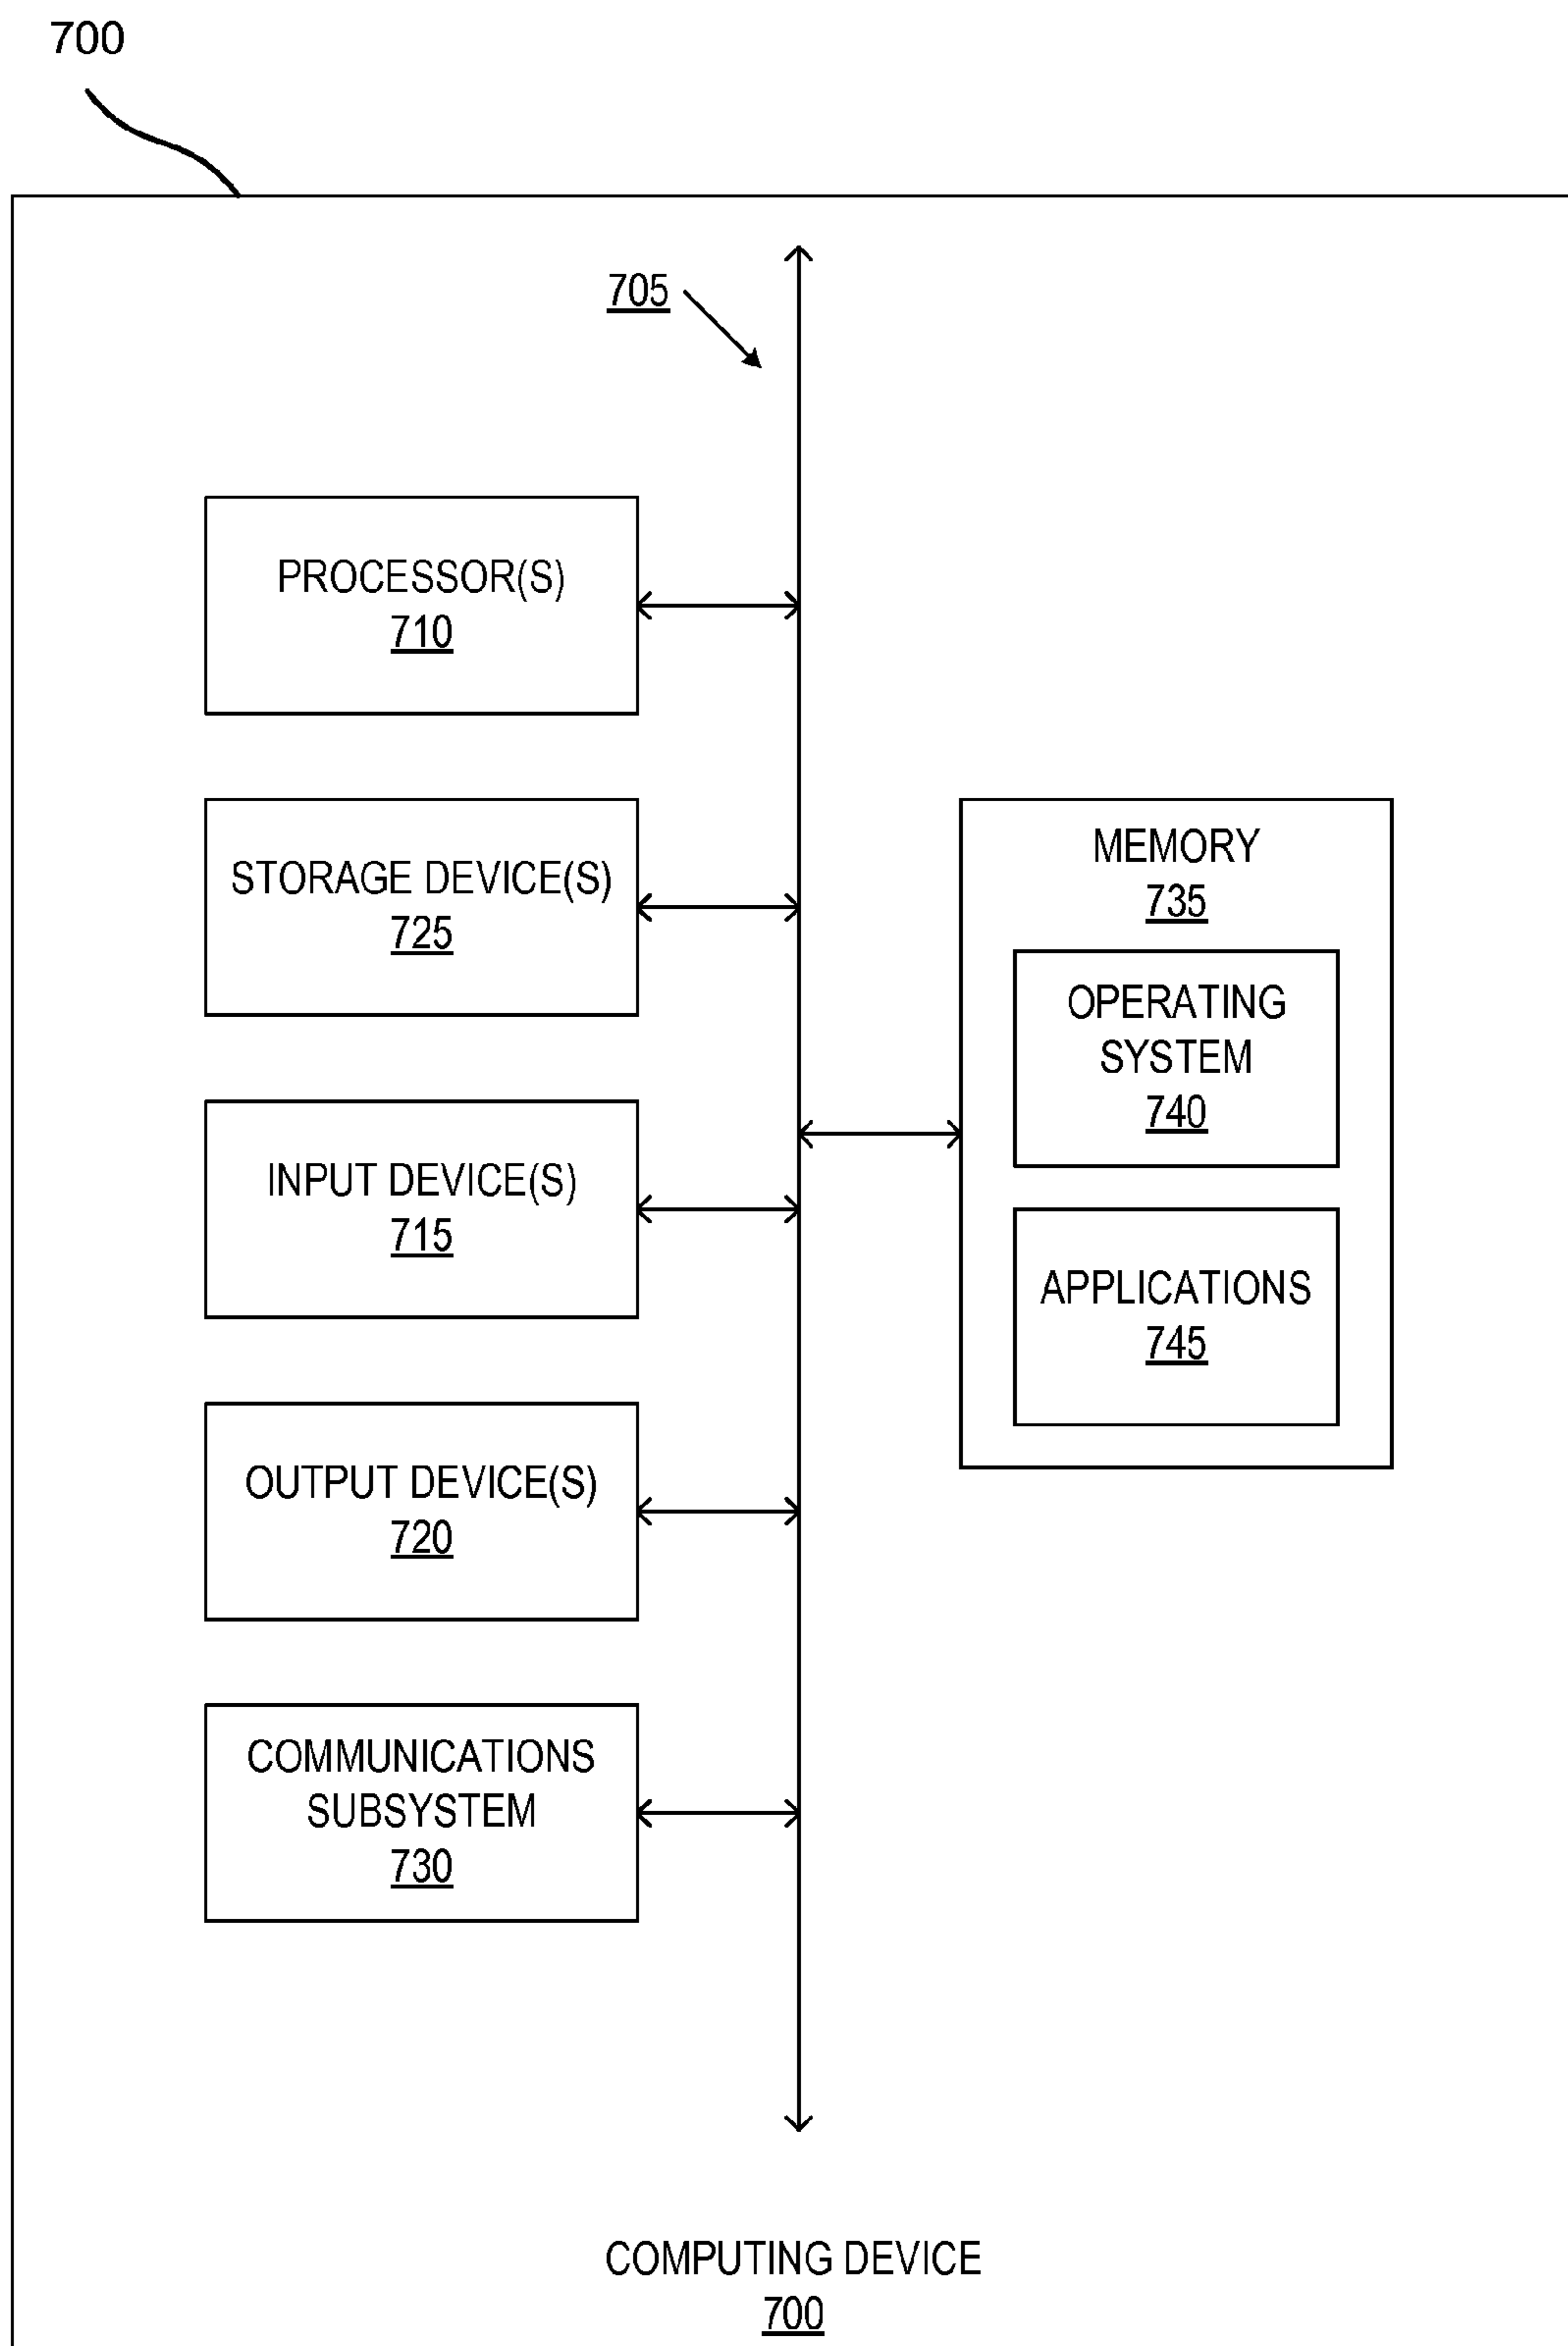 700
705
PROCESSOR(S)
710
STORAGE DEVICE(S)
725
INPUT DEVICE(S)
715
OUTPUT DEVICE(S)
720
COMMUNICATIONS
SUBSYSTEM
730
MEMORY
735
OPERATING
SYSTEM
740
APPLICATIONS
745
COMPUTING DEVICE
700